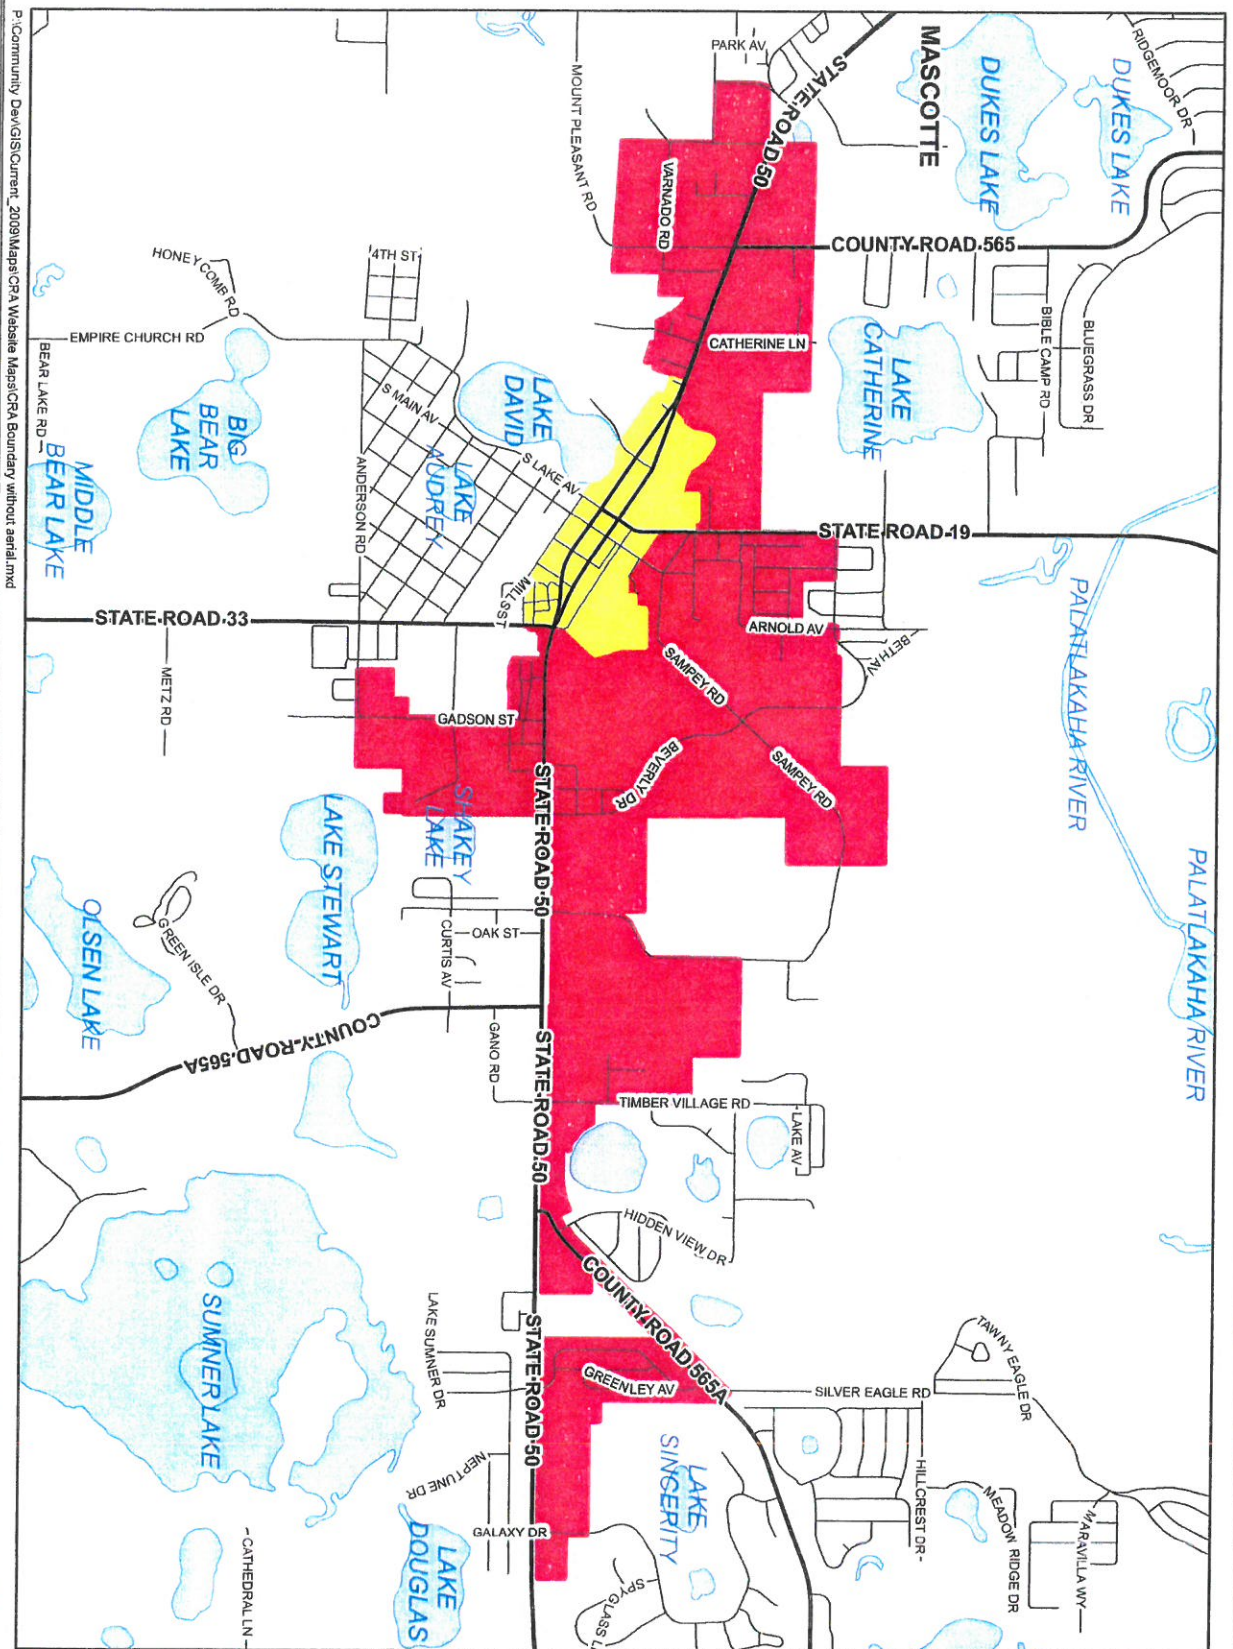 P:\Community Dev\GIS\Current_2009\Maps\CRA Website Maps\CRA Boundary without aerial.mxd
RIDGEMOOR DR
DUKES LAKE
DUKES LAKE
MASCOTTE
PARK AV
STATE ROAD 50
MOUNT PLEASANT RD
VARNADO RD
COUNTY ROAD 565
4TH ST
HONEYCOMB RD
EMPIRE CHURCH RD
BEAR LAKE RD
BIG
BEAR
LAKE
MIDDLE
BEAR LAKE
BLUEGRASS DR
BIBLE CAMP RD
LAKE
CATHERINE
CATHERINE LN
LAKE
DAVID
S MAIN AV
S LAKE AV
LAKE
AUDREY
ANDERSON RD
STATE ROAD 19
MILLS ST
STATE ROAD 33
METZ RD
ARNOLD AV
BETH AV
SAMPEY RD
SAMPEY RD
BEVERLY DR
GADSON ST
PALATLAKAHA RIVER
PALATLAKAHA RIVER
SHAKEY
LAKE
STATE ROAD 50
LAKE STEWART
OLSEN LAKE
GREEN ISLE DR
OAK ST
CURTIS AV
GANO RD
COUNTY ROAD 565A
STATE ROAD 50
TIMBER VILLAGE RD
LAKE AV
HIDDEN VIEW DR
COUNTY ROAD 565A
SUMNER LAKE
LAKE SUMNER DR
STATE ROAD 50
GREENLEY AV
SILVER EAGLE RD
TAWNY EAGLE DR
HILLCREST DR
MEADOW RIDGE DR
MARAVILLA WY
LAKE
SINCERITY
NEPTUNE DR
GALAXY DR
LAKE
DOUGLAS
CATHEDRAL LN
SPYGLASS L